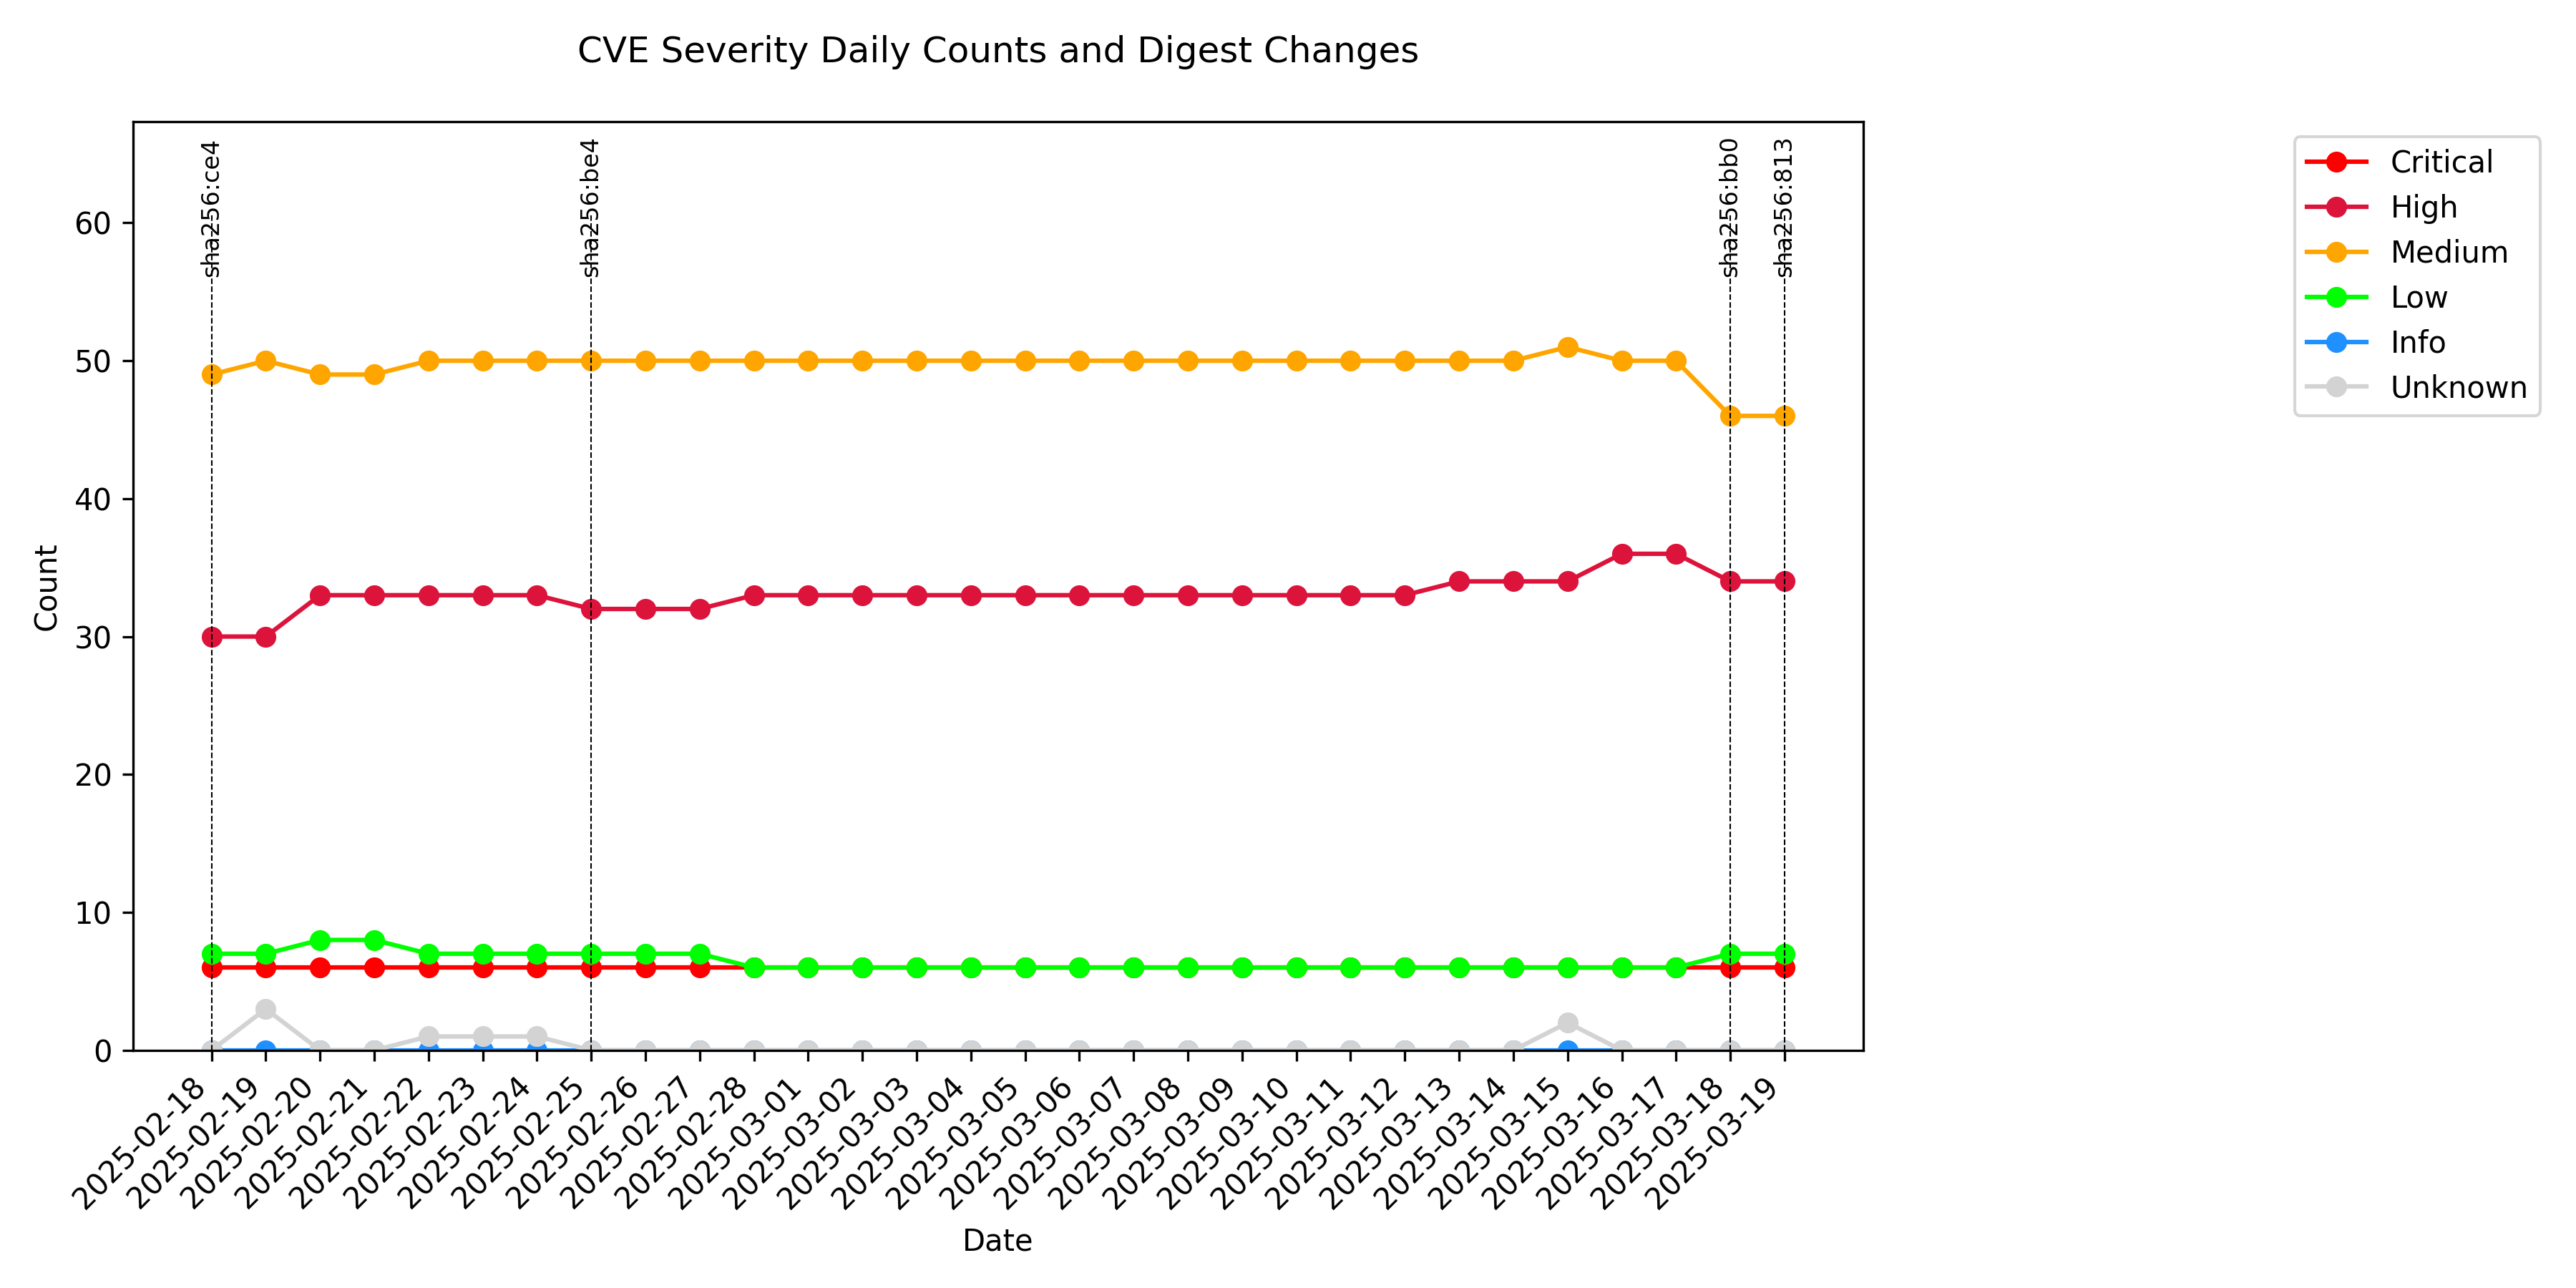 CVE Severity Daily Counts and Digest Changes
sha256:ce4
sha256:be4
sha256:bb0
sha256:813
Critical
High
Medium
Low
Info
Unknown
Count
60
50
40
30
20
10
0
2025-02-18
2025-02-19
2025-02-20
2025-02-21
2025-02-22
2025-02-23
2025-02-24
2025-02-25
2025-02-26
2025-02-27
2025-02-28
2025-03-01
2025-03-02
2025-03-03
2025-03-04
2025-03-05
2025-03-06
2025-03-07
2025-03-08
2025-03-09
2025-03-10
2025-03-11
2025-03-12
2025-03-13
2025-03-14
2025-03-15
2025-03-16
2025-03-17
2025-03-18
2025-03-19
Date